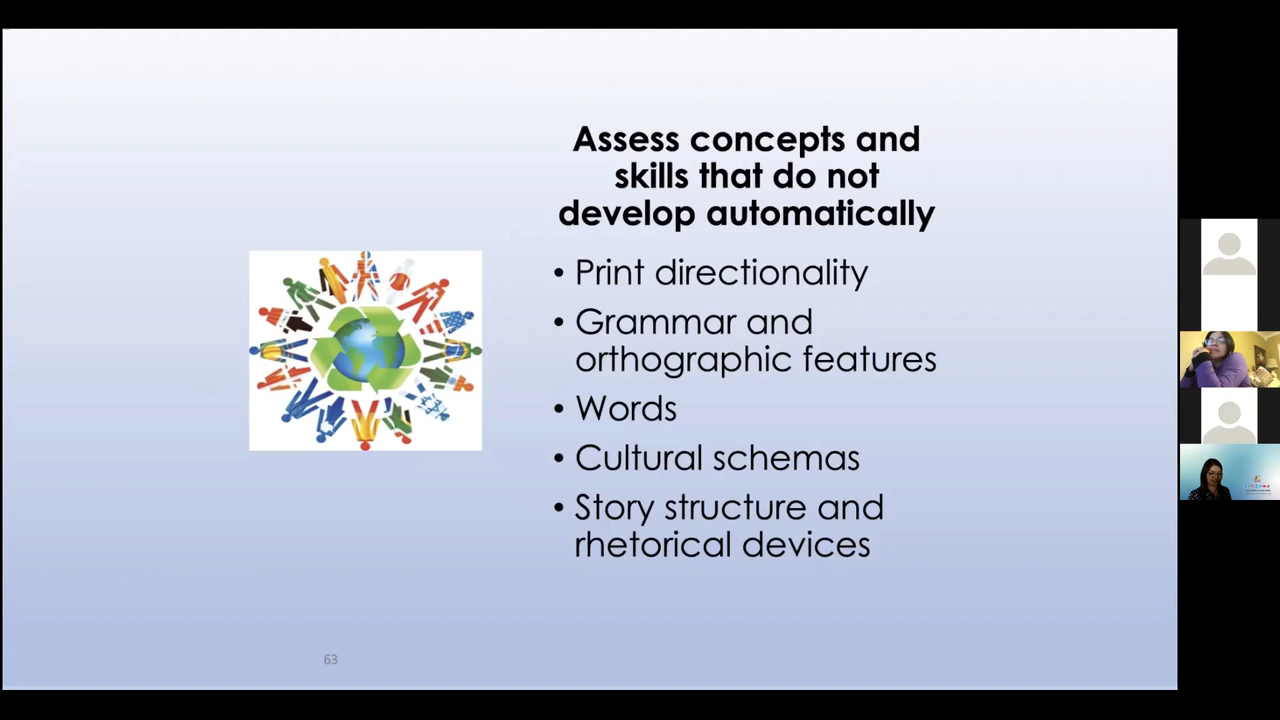 Assess concepts and
skills that do not
develop automatically
• Print directionality
• Grammar and
orthographic features
• Words
• Cultural schemas
• Story structure and
rhetorical devices
63